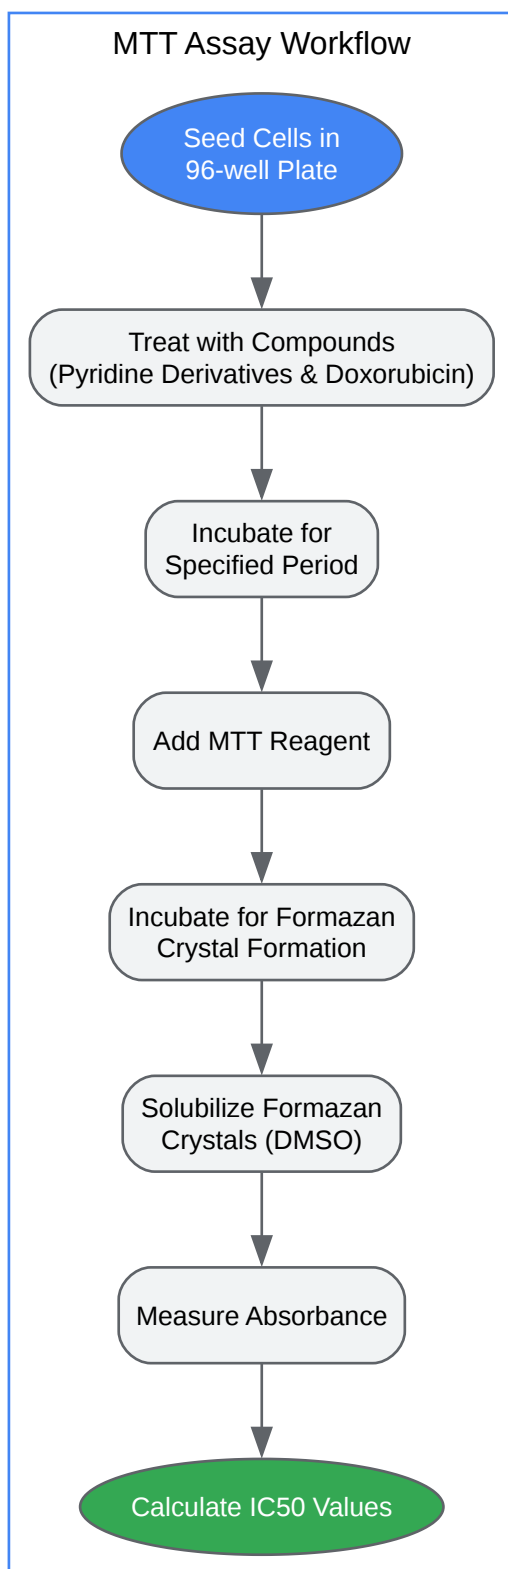 MTT Assay Workflow
Seed Cells in
96-well Plate
Treat with Compounds
(Pyridine Derivatives & Doxorubicin)
Incubate for
Specified Period
Add MTT Reagent
Incubate for Formazan
Crystal Formation
Solubilize Formazan
Crystals (DMSO)
Measure Absorbance
Calculate IC50 Values